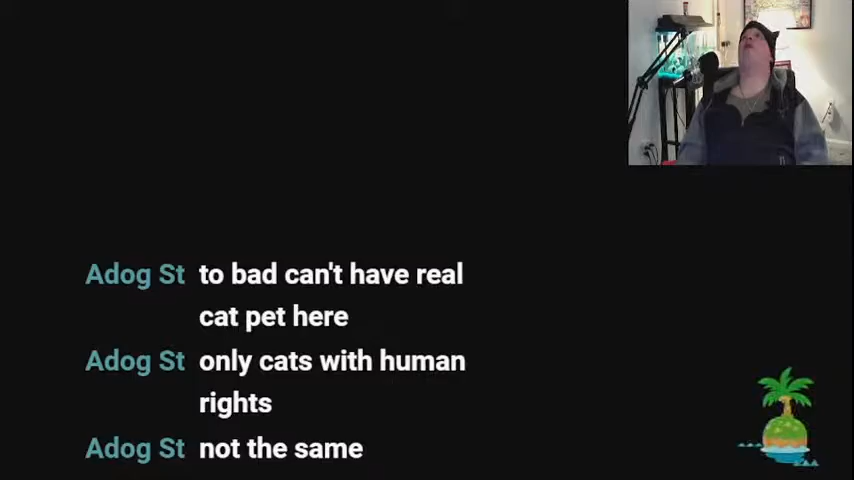 Adog St to bad can't have real
cat pet here
Adog St only cats with human
rights
Adog St not the same